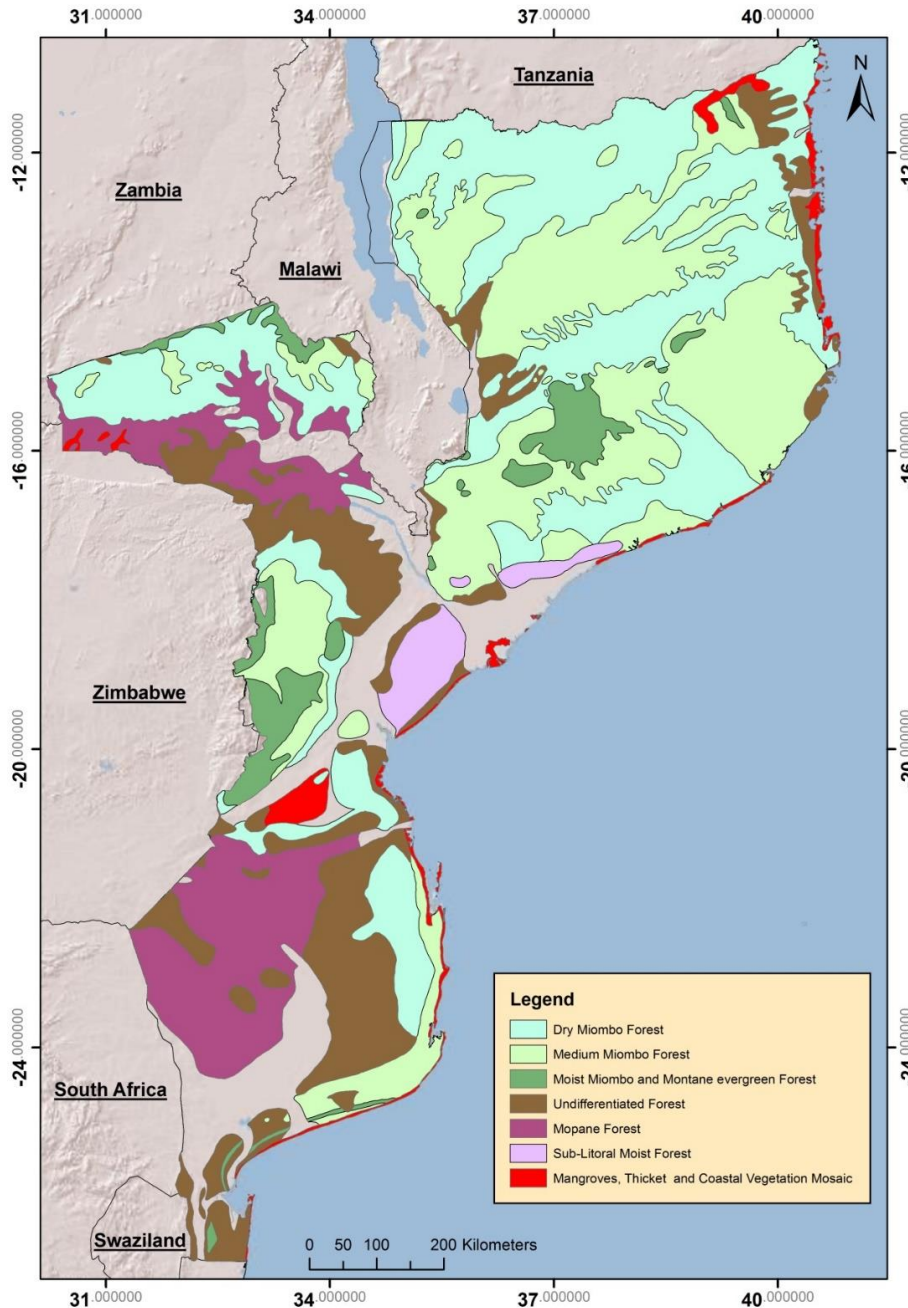 31.000000 34.000000 37.000000 40.000000
Tanzania
N
-12.000000 -12.000000
Zambia
Malawi
-16.000000 -16.000000
Zimbabwe
-20.000000 -20.000000
Legend
Dry Miombo Forest
Medium Miombo Forest
Moist Miombo and Montane evergreen Forest
Undifferentiated Forest
Mopane Forest
Sub-Litoral Moist Forest
Mangroves, Thicket and Coastal Vegetation Mosaic
-24.000000 -24.000000
South Africa
Swaziland
0 50 100 200 Kilometers
31.000000 34.000000 37.000000 40.000000